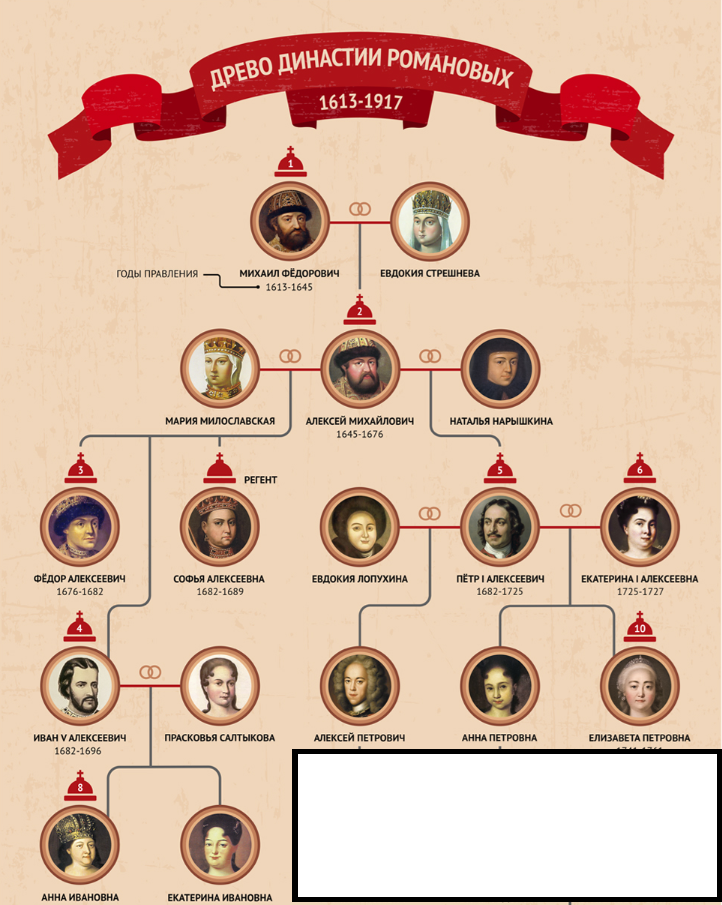 ДРЕВО ДИНАСТИИ РОМАНОВЫХ
1613-1917
1
ГОДЫ ПРАВЛЕНИЯ
МИХАИЛ ФЁДОРОВИЧ
1613-1645
ЕВДОКИЯ СТРЕШНЕВА
2
МАРИЯ МИЛОСЛАВСКАЯ
АЛЕКСЕЙ МИХАЙЛОВИЧ
1645-1676
НАТАЛЬЯ НАРЫШКИНА
3
РЕГЕНТ
5
6
ФЁДОР АЛЕКСЕЕВИЧ
1676-1682
СОФЬЯ АЛЕКСЕЕВНА
1682-1689
ЕВДОКИЯ ЛОПУХИНА
ПЁТР I АЛЕКСЕЕВИЧ
1682-1725
ЕКАТЕРИНА I АЛЕКСЕЕВНА
1725-1727
4
10
ИВАН V АЛЕКСЕЕВИЧ
1682-1696
ПРАСКОВЬЯ САЛТЫКОВА
АЛЕКСЕЙ ПЕТРОВИЧ
АННА ПЕТРОВНА
ЕЛИЗАВЕТА ПЕТРОВНА
8
АННА ИВАНОВНА
ЕКАТЕРИНА ИВАНОВНА